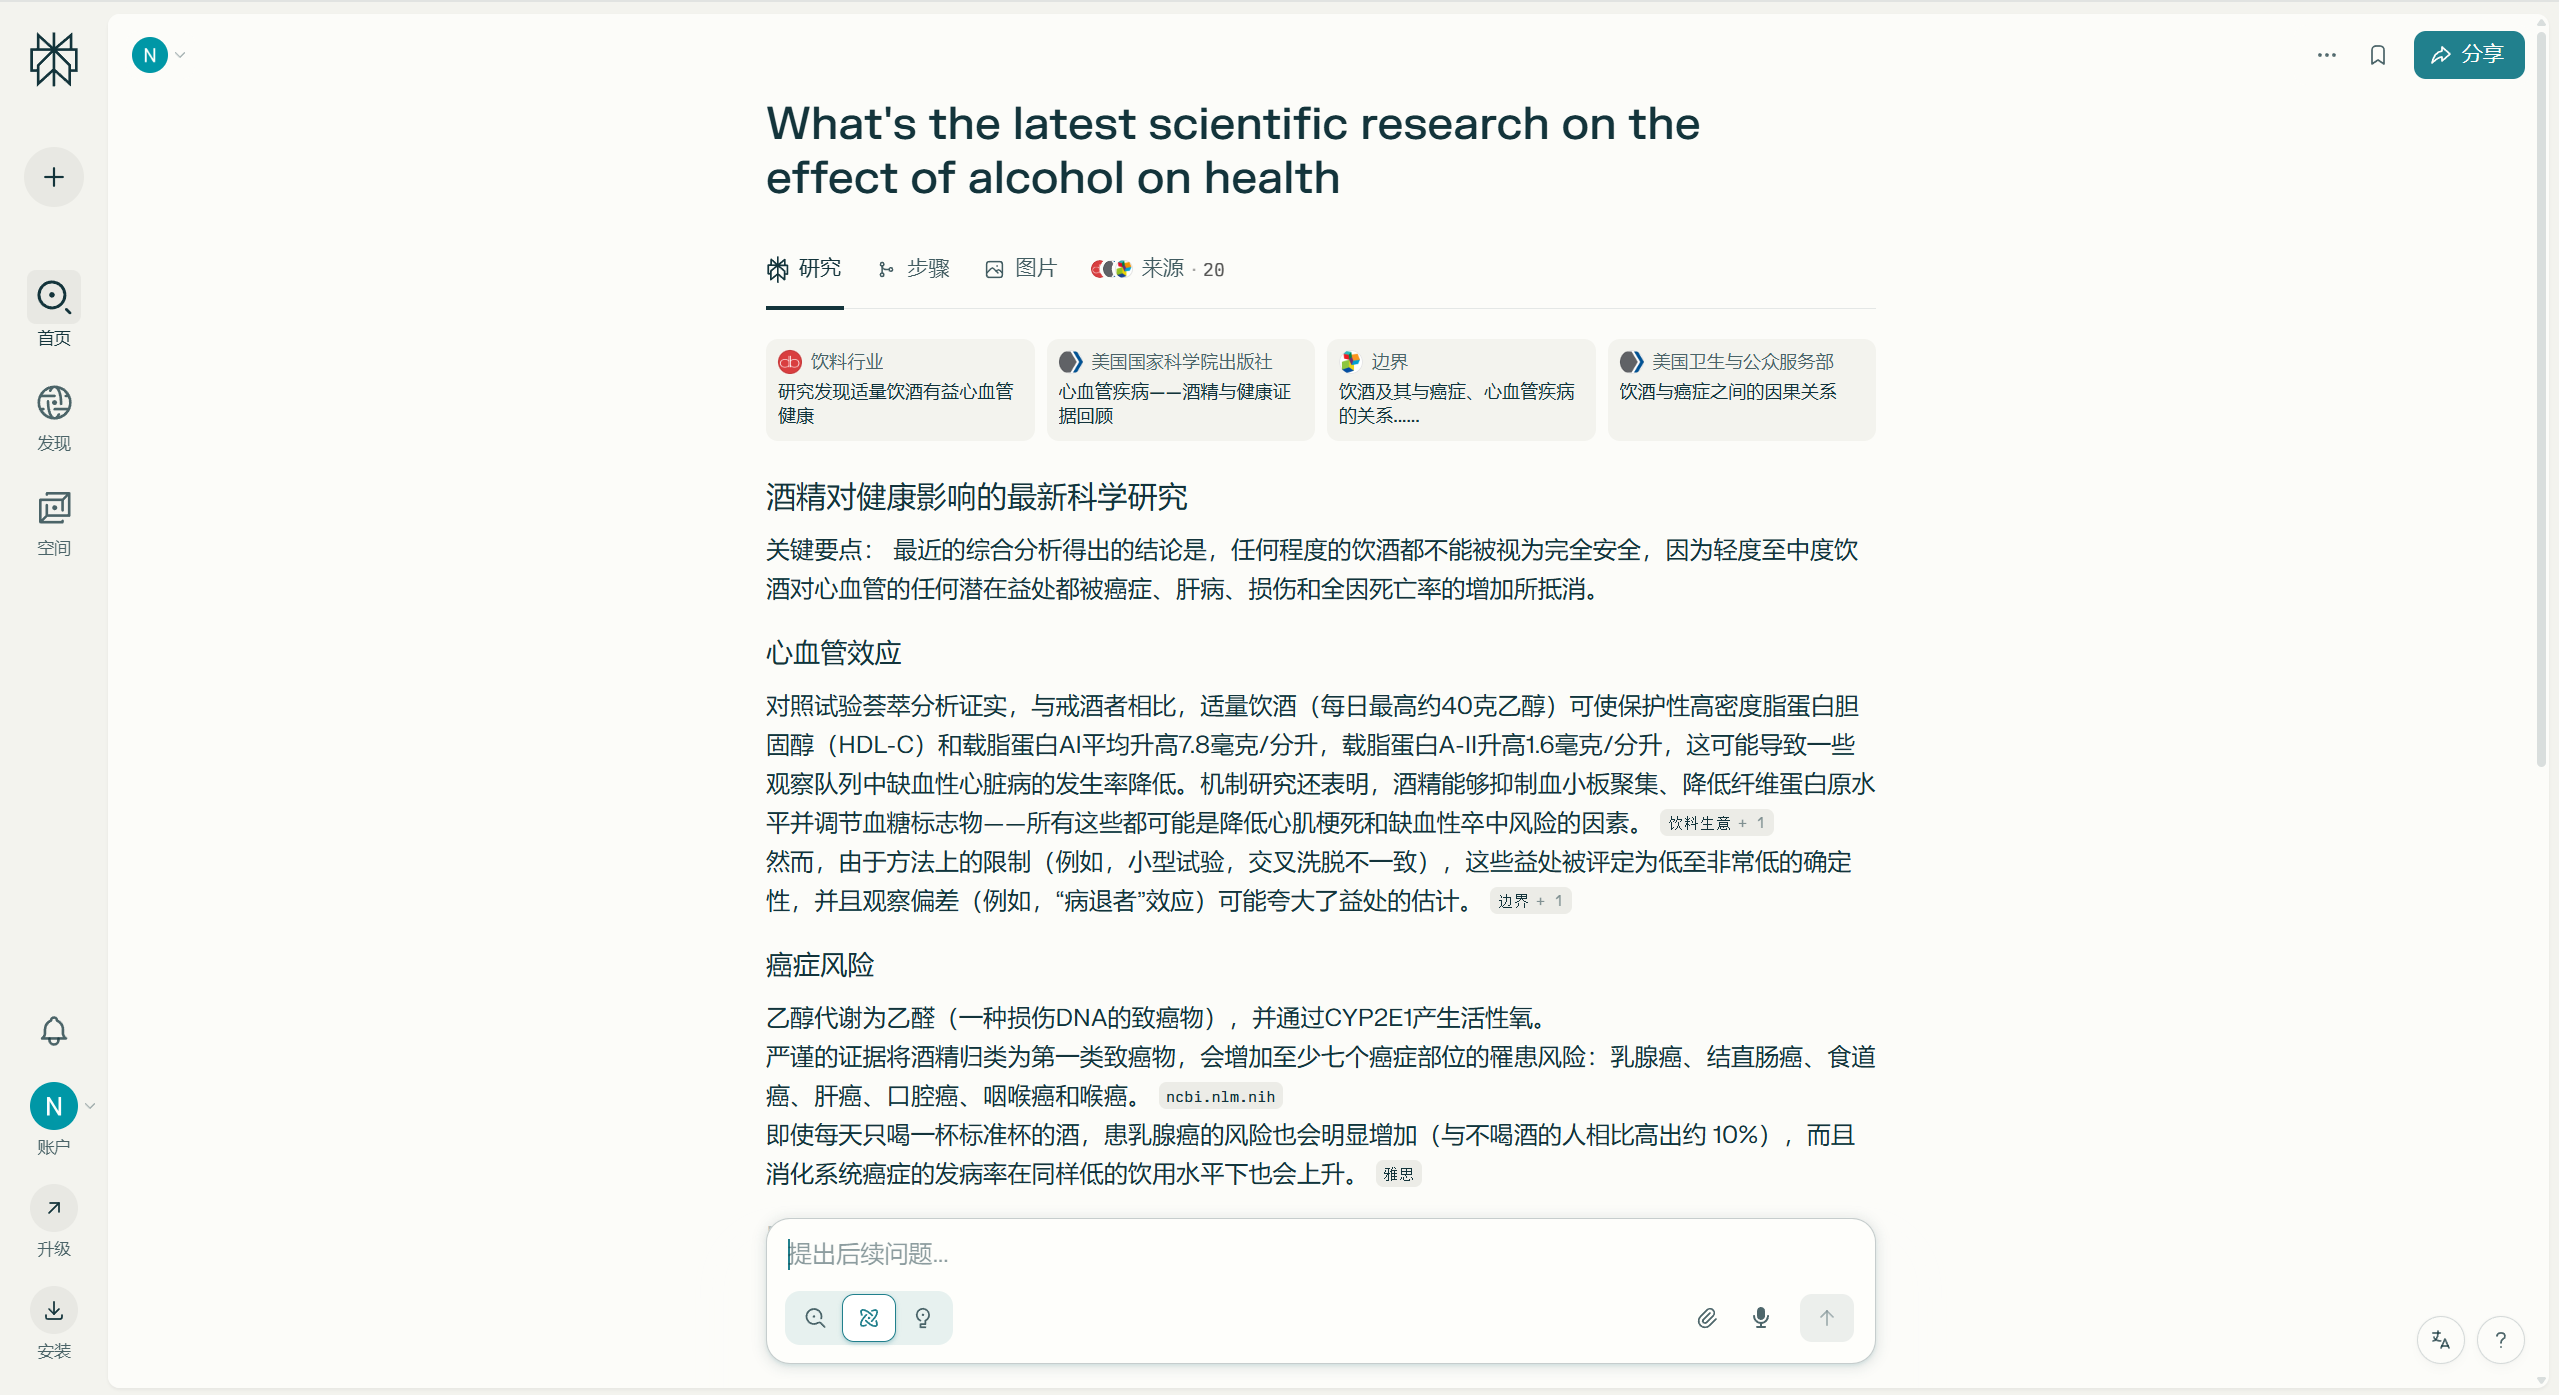 N
分享
What's the latest scientific research on the
effect of alcohol on health
研究
步骤
图片
来源 · 20
饮料行业
研究发现适量饮酒有益心血管
健康
美国国家科学院出版社
心血管疾病——酒精与健康证
据回顾
边界
饮酒及其与癌症、心血管疾病
的关系......
美国卫生与公众服务部
饮酒与癌症之间的因果关系
酒精对健康影响的最新科学研究
关键要点： 最近的综合分析得出的结论是，任何程度的饮酒都不能被视为完全安全，因为轻度至中度饮
酒对心血管的任何潜在益处都被癌症、肝病、损伤和全因死亡率的增加所抵消。
心血管效应
对照试验荟萃分析证实，与戒酒者相比，适量饮酒（每日最高约40克乙醇）可使保护性高密度脂蛋白胆
固醇（HDL-C）和载脂蛋白AI平均升高7.8毫克/分升，载脂蛋白A-II升高1.6毫克/分升，这可能导致一些
观察队列中缺血性心脏病的发生率降低。机制研究还表明，酒精能够抑制血小板聚集、降低纤维蛋白原水
平并调节血糖标志物——所有这些都可能是降低心肌梗死和缺血性卒中风险的因素。 饮料生意 + 1
然而，由于方法上的限制（例如，小型试验，交叉洗脱不一致），这些益处被评定为低至非常低的确定
性，并且观察偏差（例如，“病退者”效应）可能夸大了益处的估计。 边界 + 1
癌症风险
乙醇代谢为乙醛（一种损伤DNA的致癌物），并通过CYP2E1产生活性氧。
严谨的证据将酒精归类为第一类致癌物，会增加至少七个癌症部位的罹患风险：乳腺癌、结直肠癌、食道
癌、肝癌、口腔癌、咽喉癌和喉癌。 ncbi.nlm.nih
即使每天只喝一杯标准杯的酒，患乳腺癌的风险也会明显增加（与不喝酒的人相比高出约 10%），而且
消化系统癌症的发病率在同样低的饮用水平下也会上升。 雅思
提出后续问题...
首页
发现
空间
N
账户
升级
安装